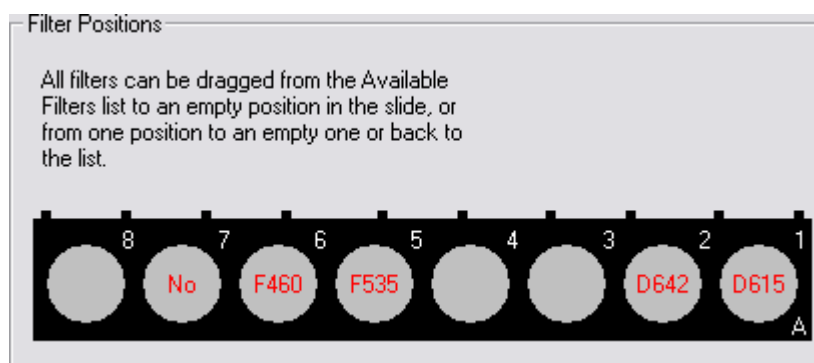 Filter Positions
All filters can be dragged from the Available
Filters list to an empty position in the slide, or
from one position to an empty one or back to
the list.
8 7 6 5 4 3 2 1
No F460 F535 D642 D615
A